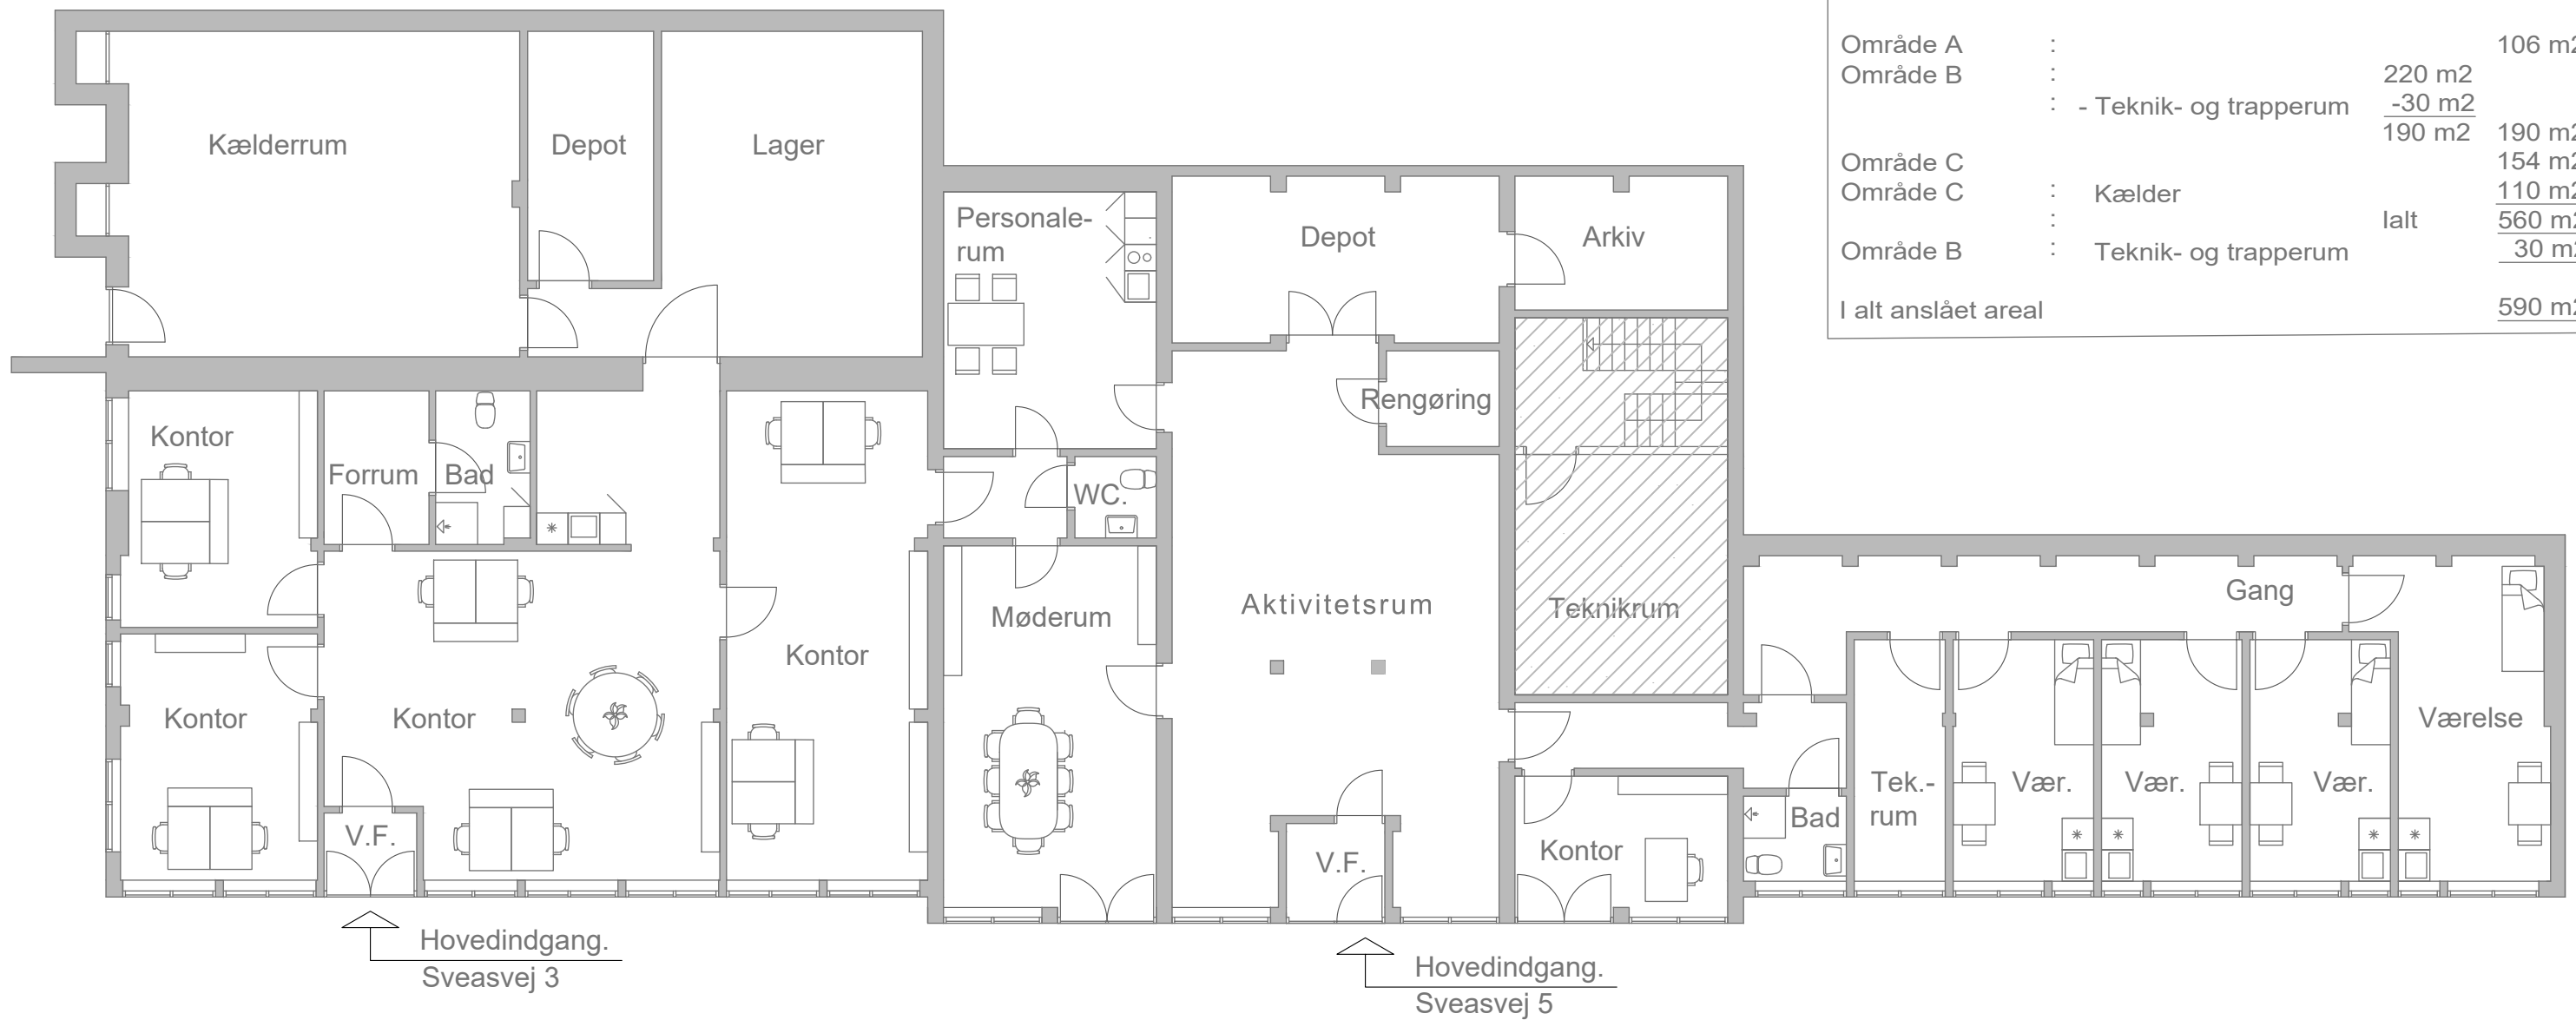 Område A : 106 m2
Område B : 220 m2
: - Teknik- og trapperum -30 m2
190 m2 190 m2
Område C 154 m2
Område C : Kælder 110 m2
: Ialt 560 m2
Område B : Teknik- og trapperum 30 m2
I alt anslået areal 590 m2
Kælderrum
Depot
Lager
Personale-
rum
Depot
Arkiv
Rengøring
Kontor
Forrum
Bad
WC.
Møderum
Aktivitetsrum
Teknikrum
Gang
Kontor
Kontor
Kontor
V.F.
V.F.
Kontor
Bad
Tek.-
rum
Vær.
Vær.
Vær.
Værelse
Hovedindgang.
Sveasvej 3
Hovedindgang.
Sveasvej 5